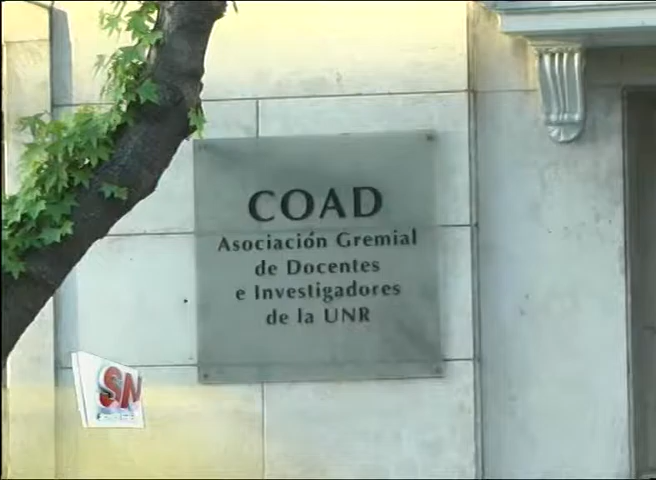 COAD
Asociación Gremial
de Docentes
e Investigadores
de la UNR
SN